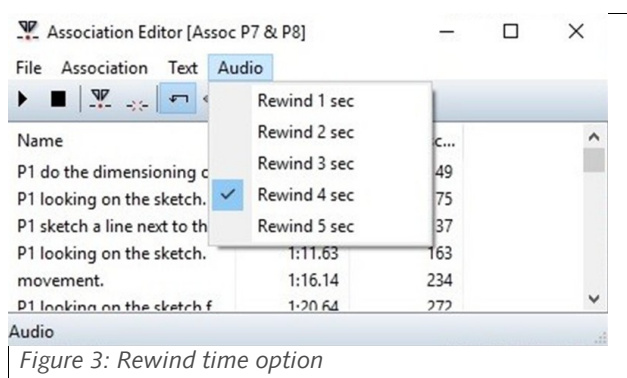 Association Editor [Assoc P7 & P8]
File Association Text Audio
Rewind 1 sec
Rewind 2 sec
Rewind 3 sec
Rewind 4 sec
Rewind 5 sec
Name c...
P1 do the dimensioning 49
P1 looking on the sketch. 75
P1 sketch a line next to th 37
P1 looking on the sketch. 1:11.63 163
movement. 1:16.14 234
P1 looking on the sketch f 1:20.64 272
Audio
Figure 3: Rewind time option